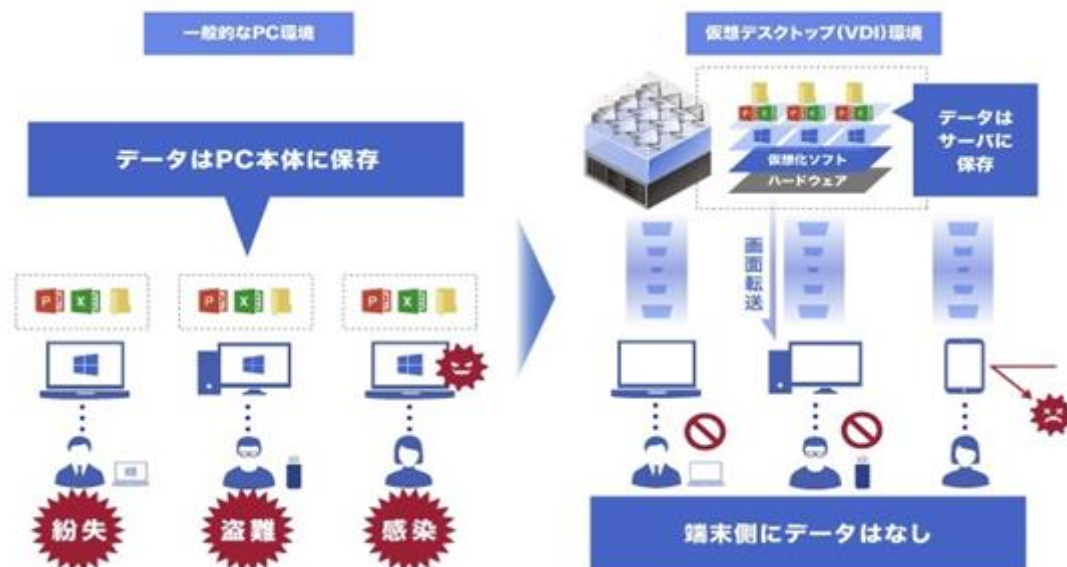 一般的なPC環境
データはPC本体に保存
P X
P X
P X
紛失
盗難
感染
仮想デスクトップ(VDI)環境
P X P X P X
仮想化ソフト
ハードウェア
データは
サーバに
保存
画面転送
端末側にデータはなし